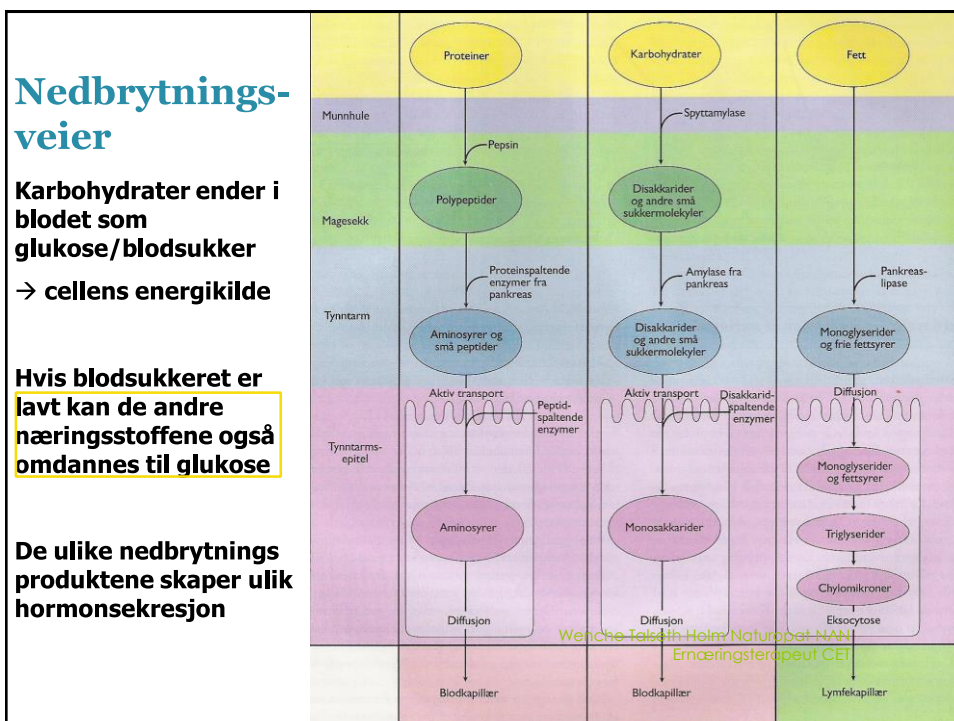 Nedbrytnings-
veier
Karbohydrater ender i
blodet som
glukose/blodsukker
→ cellens energikilde
Hvis blodsukkeret er
lavt kan de andre
næringsstoffene også
omdannes til glukose
De ulike nedbrytnings
produktene skaper ulik
hormonsekresjon
Proteiner
Karbohydrater
Fett
Munnhule
Spyttamylase
Pepsin
Magesekk
Polypeptider
Disakkarider
og andre små
sukkermolekyler
Tynntarm
Proteinspaltende
enzymer fra
pankreas
Amylase fra
pankreas
Pankreas-
lipase
Aminosyrer og
små peptider
Disakkarider
og andre små
sukkermolekyler
Monoglyserider
og frie fettsyrer
Tynntarms-
epitel
Aktiv transport
Peptid-
spaltende
enzymer
Aktiv transport
Disakkarid-
spaltende
enzymer
Diffusjon
Monoglyserider
og fettsyrer
Aminosyrer
Monosakkarider
Triglyserider
Chylomikroner
Diffusjon
Diffusjon
Eksocytose
Wenche Talseth Holm Naturopat NAN
Ernæringsterapeut CET
Blodkapillær
Blodkapillær
Lymfekapillær